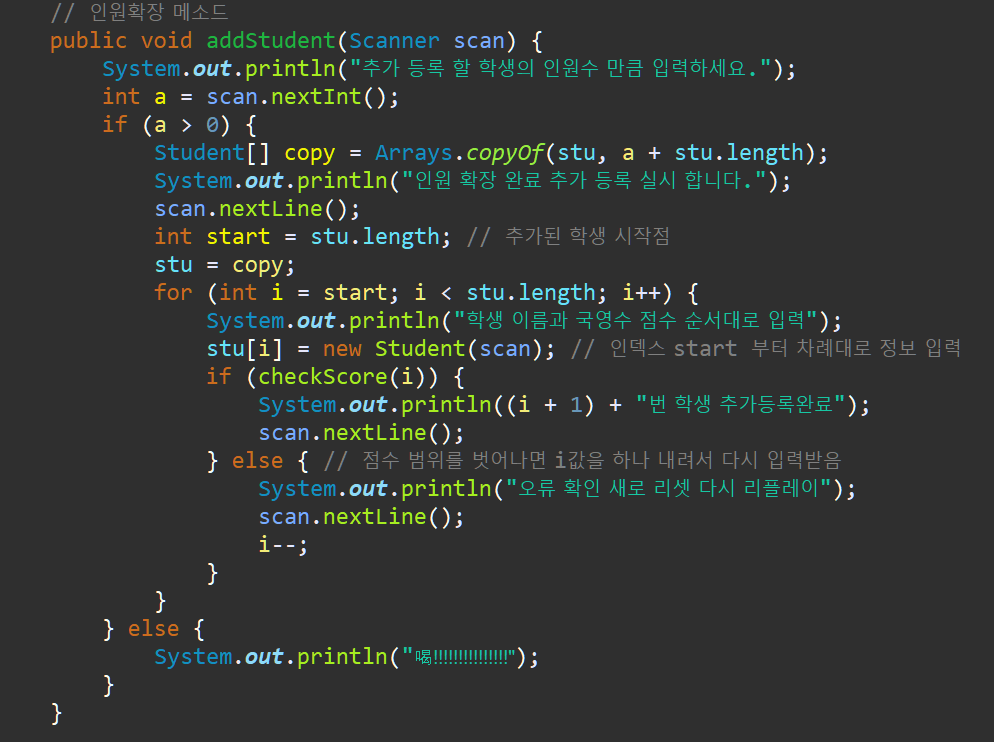 // 인원확장 메소드
public void addStudent(Scanner scan) {
System.out.println("추가 등록 할 학생의 인원수 만큼 입력하세요.");
int a = scan.nextInt();
if (a > 0) {
Student[] copy = Arrays.copyOf(stu, a + stu.length);
System.out.println("인원 확장 완료 추가 등록 실시 합니다.");
scan.nextLine();
int start = stu.length; // 추가된 학생 시작점
stu = copy;
for (int i = start; i < stu.length; i++) {
System.out.println("학생 이름과 국영수 점수 순서대로 입력");
stu[i] = new Student(scan); // 인덱스 start 부터 차례대로 정보 입력
if (checkScore(i)) {
System.out.println((i + 1) + "번 학생 추가등록완료");
scan.nextLine();
} else { // 점수 범위를 벗어나면 i값을 하나 내려서 다시 입력받음
System.out.println("오류 확인 새로 리셋 다시 리플레이");
scan.nextLine();
i--;
}
}
} else {
System.out.println("喝!!!!!!!!!!!!!!!");
}
}